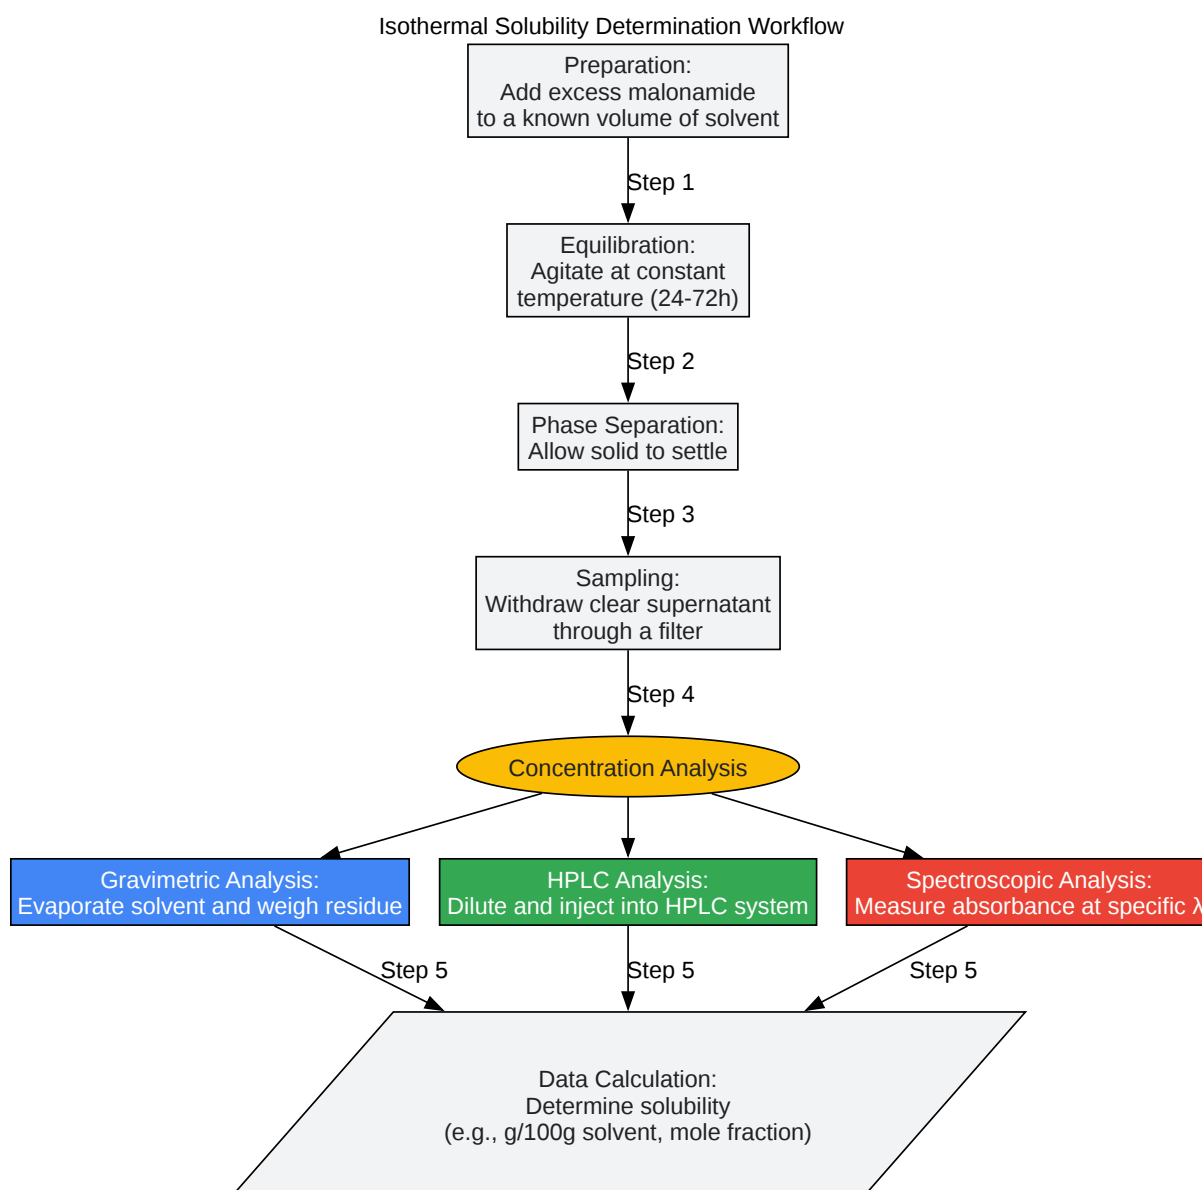 Isothermal Solubility Determination Workflow
Preparation:
Add excess malonamide
to a known volume of solvent
Step 1
Equilibration:
Agitate at constant
temperature (24-72h)
Step 2
Phase Separation:
Allow solid to settle
Step 3
Sampling:
Withdraw clear supernatant
through a filter
Step 4
Concentration Analysis
Gravimetric Analysis:
Evaporate solvent and weigh residue
HPLC Analysis:
Dilute and inject into HPLC system
Spectroscopic Analysis:
Measure absorbance at specific λ
Step 5
Step 5
Step 5
Data Calculation:
Determine solubility
(e.g., g/100g solvent, mole fraction)